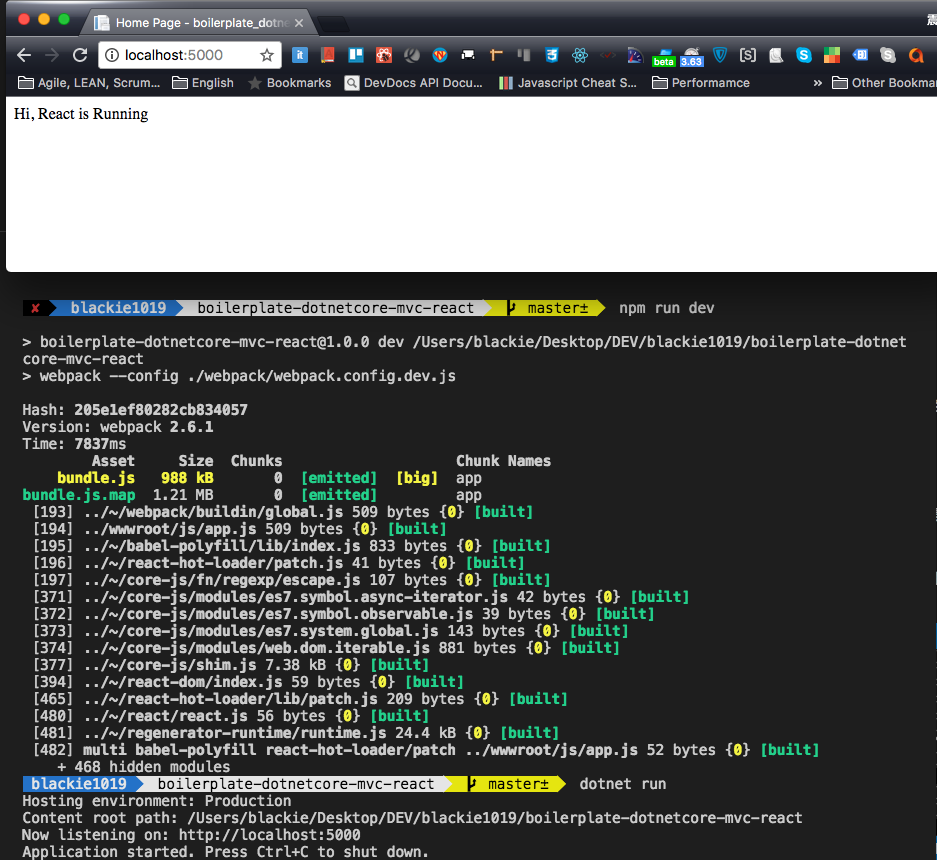 Home Page - boilerplate_dotne
震
localhost:5000
beta 3.63
Agile, LEAN, Scrum... English Bookmarks DevDocs API Docu... Javascript Cheat S... Performamce » Other Bookmar
Hi, React is Running
✘ blackie1019 boilerplate-dotnetcore-mvc-react master± npm run dev
> boilerplate-dotnetcore-mvc-react@1.0.0 dev /Users/blackie/Desktop/DEV/blackie1019/boilerplate-dotnet
core-mvc-react
> webpack --config ./webpack/webpack.config.dev.js
Hash: 205e1ef80282cb834057
Version: webpack 2.6.1
Time: 7837ms
Asset Size Chunks Chunk Names
bundle.js 988 kB 0 [emitted] [big] app
bundle.js.map 1.21 MB 0 [emitted] app
[193] ../~/webpack/buildin/global.js 509 bytes {0} [built]
[194] ../wwwroot/js/app.js 509 bytes {0} [built]
[195] ../~/babel-polyfill/lib/index.js 833 bytes {0} [built]
[196] ../~/react-hot-loader/patch.js 41 bytes {0} [built]
[197] ../~/core-js/fn/regexp/escape.js 107 bytes {0} [built]
[371] ../~/core-js/modules/es7.symbol.async-iterator.js 42 bytes {0} [built]
[372] ../~/core-js/modules/es7.symbol.observable.js 39 bytes {0} [built]
[373] ../~/core-js/modules/es7.system.global.js 143 bytes {0} [built]
[374] ../~/core-js/modules/web.dom.iterable.js 881 bytes {0} [built]
[377] ../~/core-js/shim.js 7.38 kB {0} [built]
[394] ../~/react-dom/index.js 59 bytes {0} [built]
[465] ../~/react-hot-loader/lib/patch.js 209 bytes {0} [built]
[480] ../~/react/react.js 56 bytes {0} [built]
[481] ../~/regenerator-runtime/runtime.js 24.4 kB {0} [built]
[482] multi babel-polyfill react-hot-loader/patch ../wwwroot/js/app.js 52 bytes {0} [built]
+ 468 hidden modules
blackie1019 boilerplate-dotnetcore-mvc-react master± dotnet run
Hosting environment: Production
Content root path: /Users/blackie/Desktop/DEV/blackie1019/boilerplate-dotnetcore-mvc-react
Now listening on: http://localhost:5000
Application started. Press Ctrl+C to shut down.